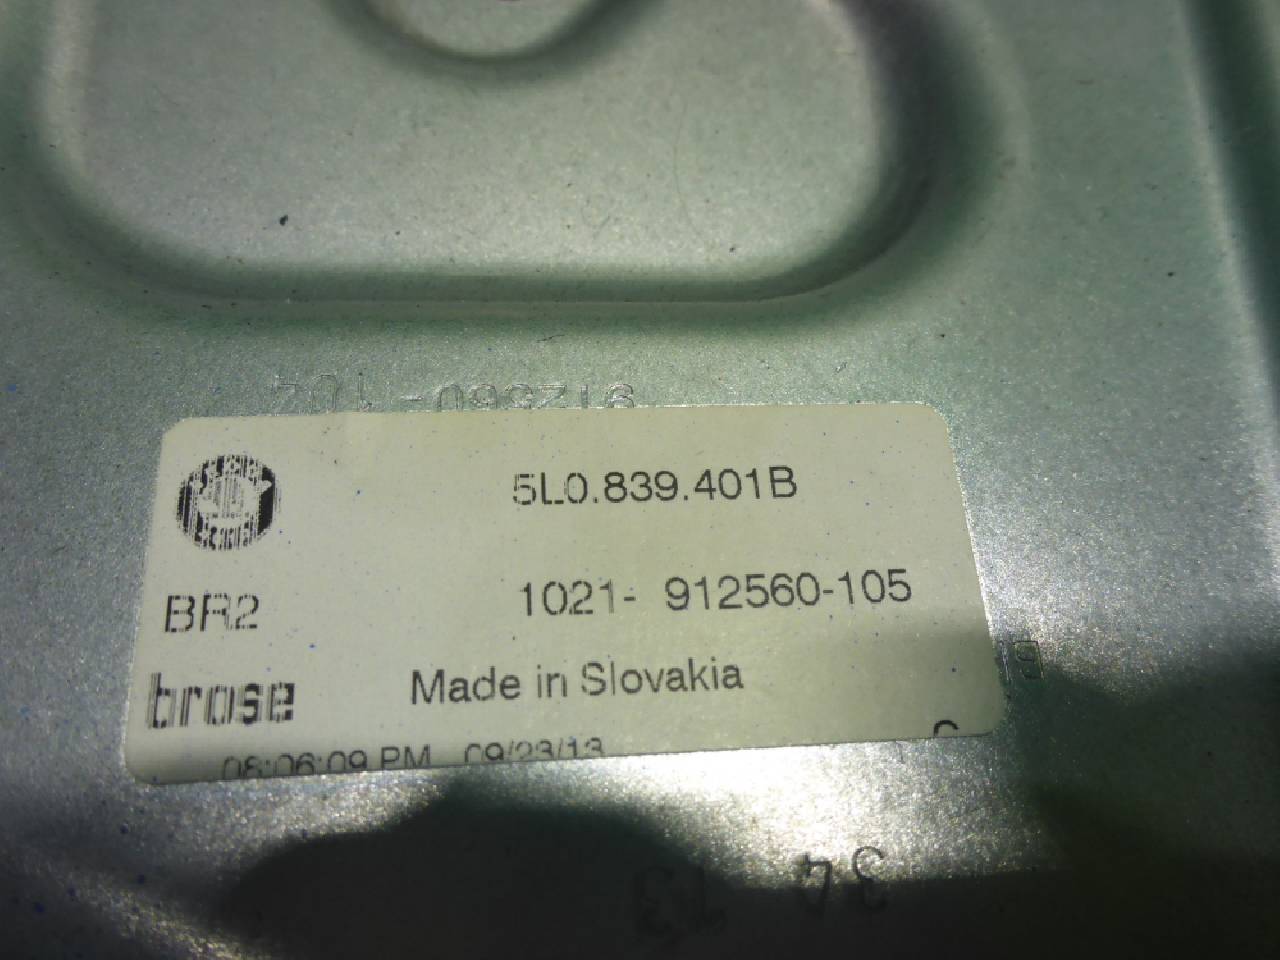 912560-104
5L0.839.401B
BR2 1021- 912560-105
brose Made in Slovakia
08:06:09 PM 09/23/13
34 13